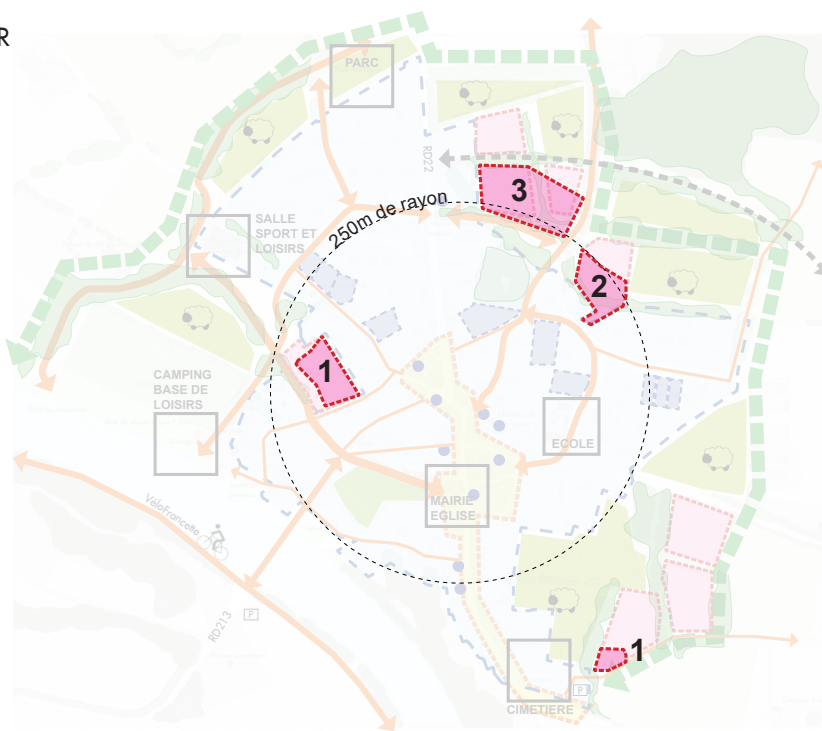 R
PARC
RD22
3
250m de rayon
SALLE
SPORT ET
LOISIRS
2
1
CAMPING
BASE DE
LOISIRS
ECOLE
MAIRIE
EGLISE
VéloFrancette
P
RD213
1
P
CIMETIERE